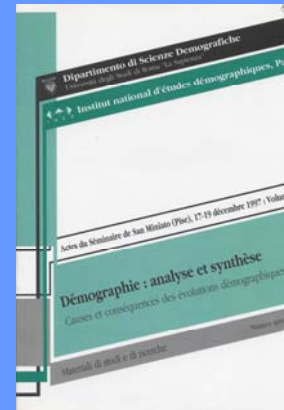 Dipartimento di Scienze Demografiche
Università degli Studi di Roma "La Sapienza"
Institut national d'études démographiques, Pa
Actes du Séminaire de San Miniato (Pise), 17-19 décembre 1997 : Volum
Démographie : analyse et synthèse
Causes et conséquences des évolutions démographiques
Materiali di studi e di ricerche
Numero